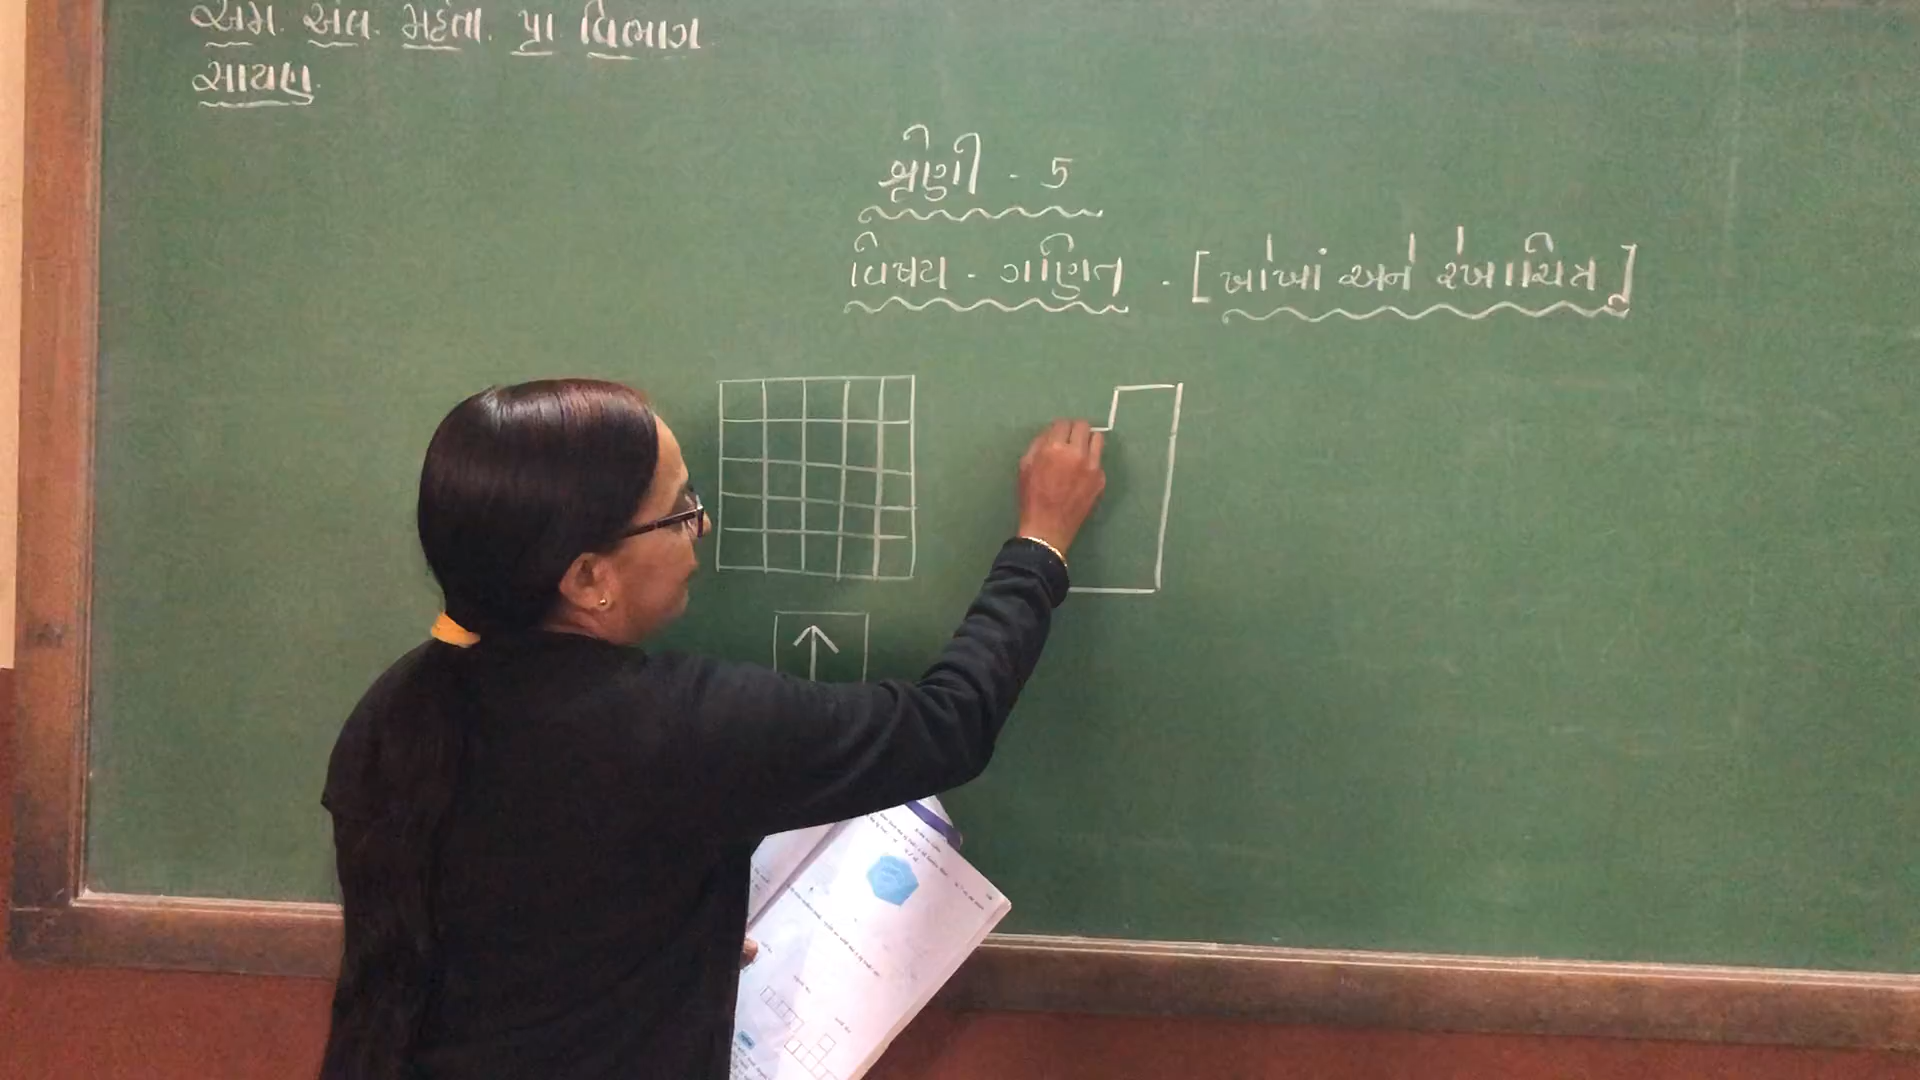 એમ. એલ. મહેતા. પ્રા વિભાગ
સાયણ.
શ્રેણી - 5
વિષય - ગણિત - [ખોખાં અને રેખાચિત્ર]